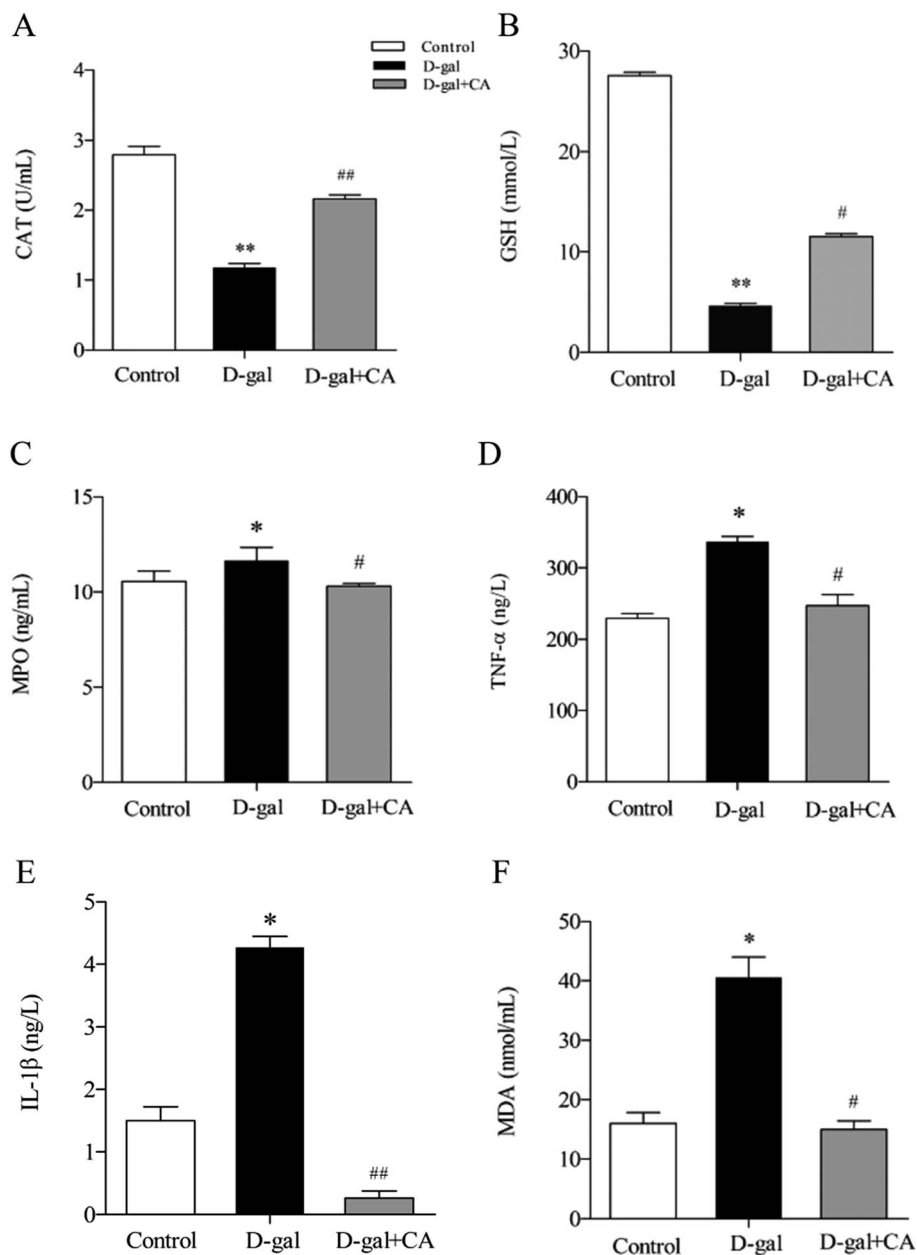 A
Control
D-gal
D-gal+CA
CAT (U/mL)
4
3
2
1
0
**
##
Control D-gal D-gal+CA
B
GSH (mmol/L)
30
20
10
0
**
#
Control D-gal D-gal+CA
C
MPO (ng/mL)
15
10
5
0
*
#
Control D-gal D-gal+CA
D
TNF-α (ng/L)
400
300
200
100
0
*
#
Control D-gal D-gal+CA
E
IL-1β (ng/L)
5
4
3
2
1
0
*
##
Control D-gal D-gal+CA
F
MDA (nmol/mL)
50
40
30
20
10
0
*
#
Control D-gal D-gal+CA